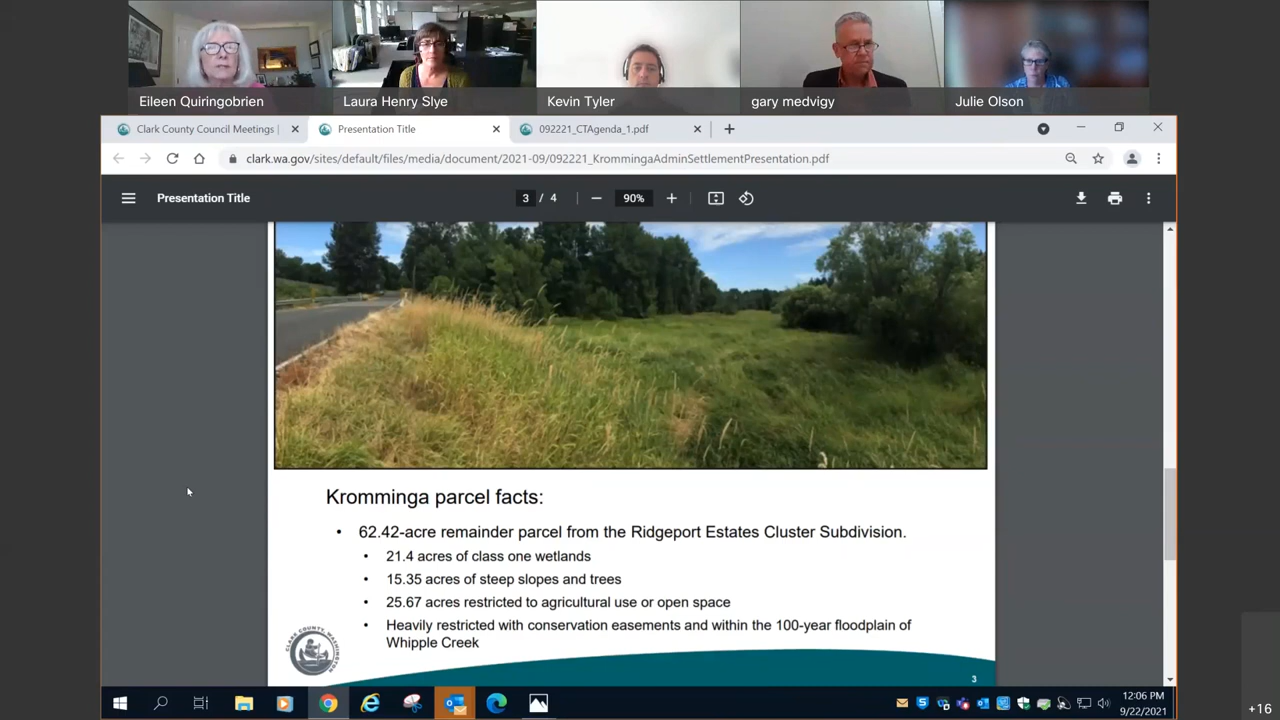 Eileen Quiringobrien
Laura Henry Slye
Kevin Tyler
gary medvigy
Julie Olson
Clark County Council Meetings |
Presentation Title
092221_CTAgenda_1.pdf
clark.wa.gov/sites/default/files/media/document/2021-09/092221_KrommingaAdminSettlementPresentation.pdf
Presentation Title
3 / 4
90%
Kromminga parcel facts:
• 62.42-acre remainder parcel from the Ridgeport Estates Cluster Subdivision.
• 21.4 acres of class one wetlands
• 15.35 acres of steep slopes and trees
• 25.67 acres restricted to agricultural use or open space
• Heavily restricted with conservation easements and within the 100-year floodplain of
Whipple Creek
CLARK COUNTY, WASHINGTON
3
12:06 PM
9/22/2021
+16